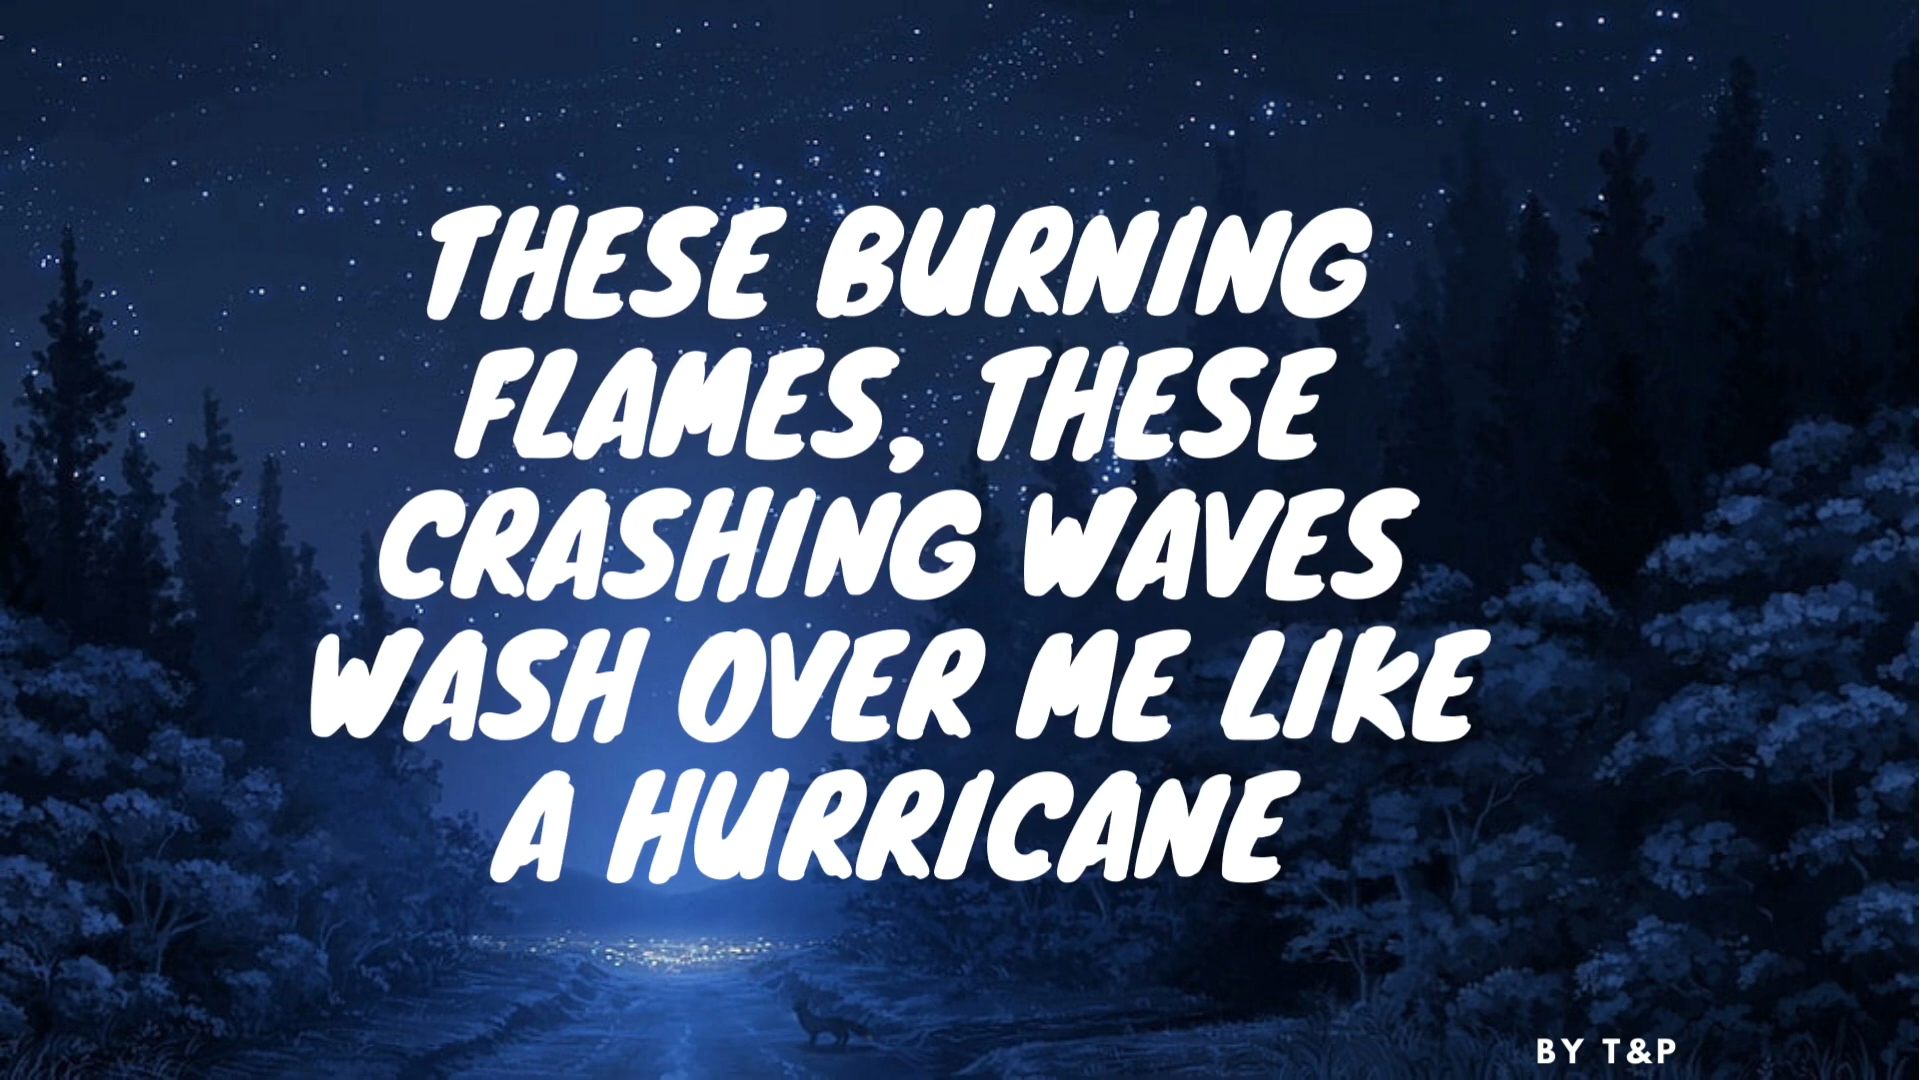 THESE BURNING
FLAMES, THESE
CRASHING WAVES
WASH OVER ME LIKE
A HURRICANE
BY T&P